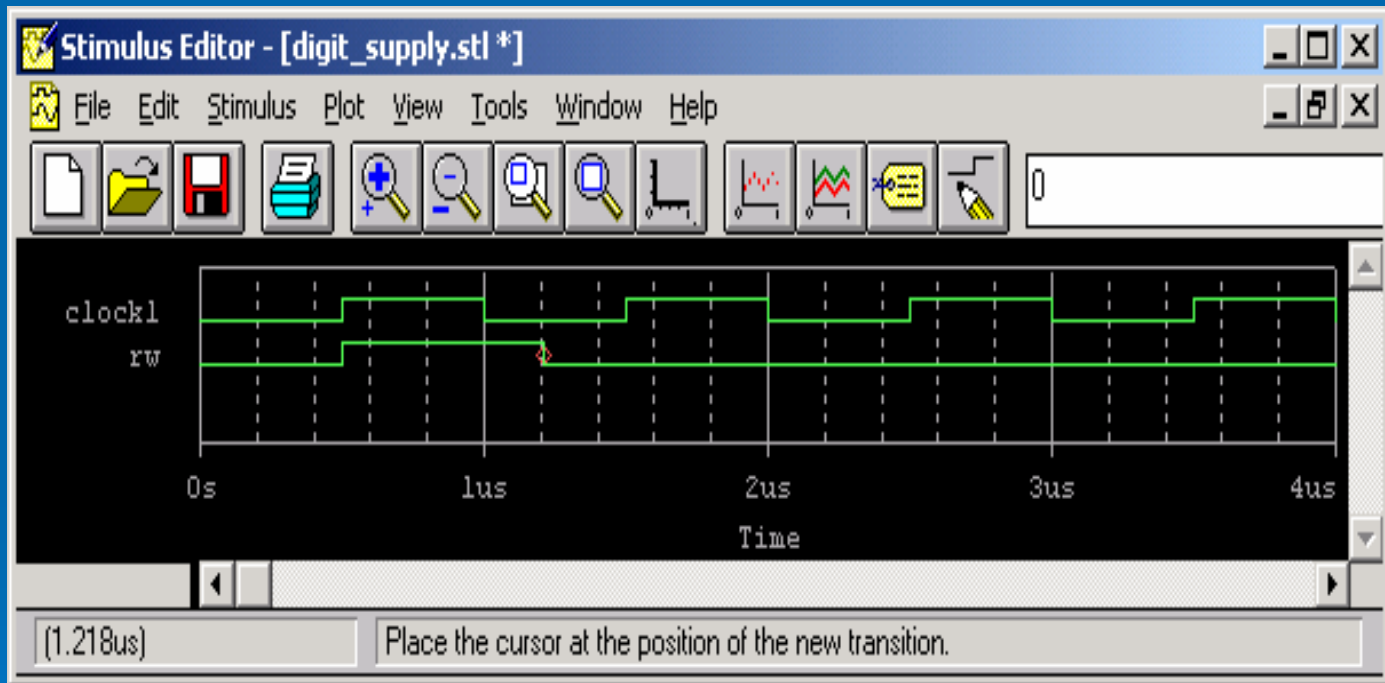 Stimulus Editor - [digit_supply.stl *]
File Edit Stimulus Plot View Tools Window Help
0
clock1
rw
0s 1us 2us 3us 4us
Time
(1.218us) Place the cursor at the position of the new transition.